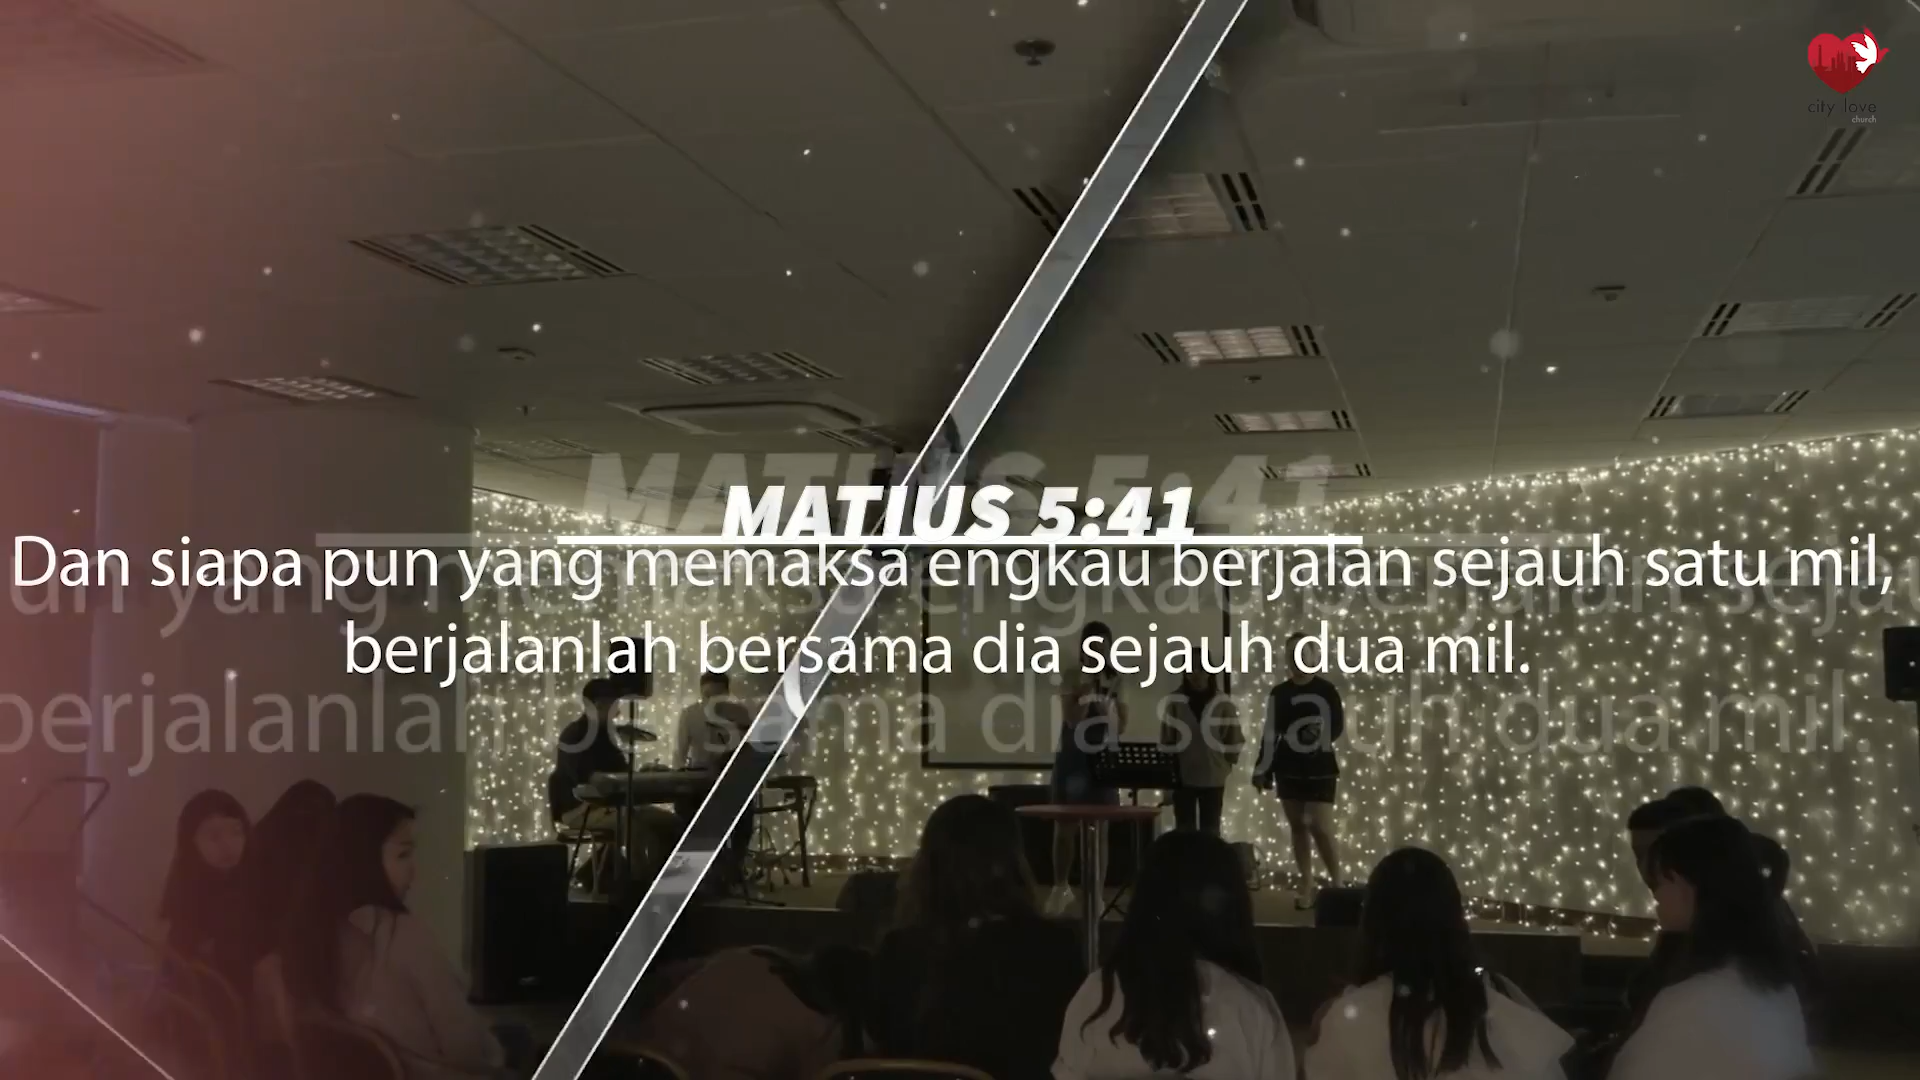 city love
church
MATIUS 5:41
Dan siapa pun yang memaksa engkau berjalan sejauh satu mil,
berjalanlah bersama dia sejauh dua mil.